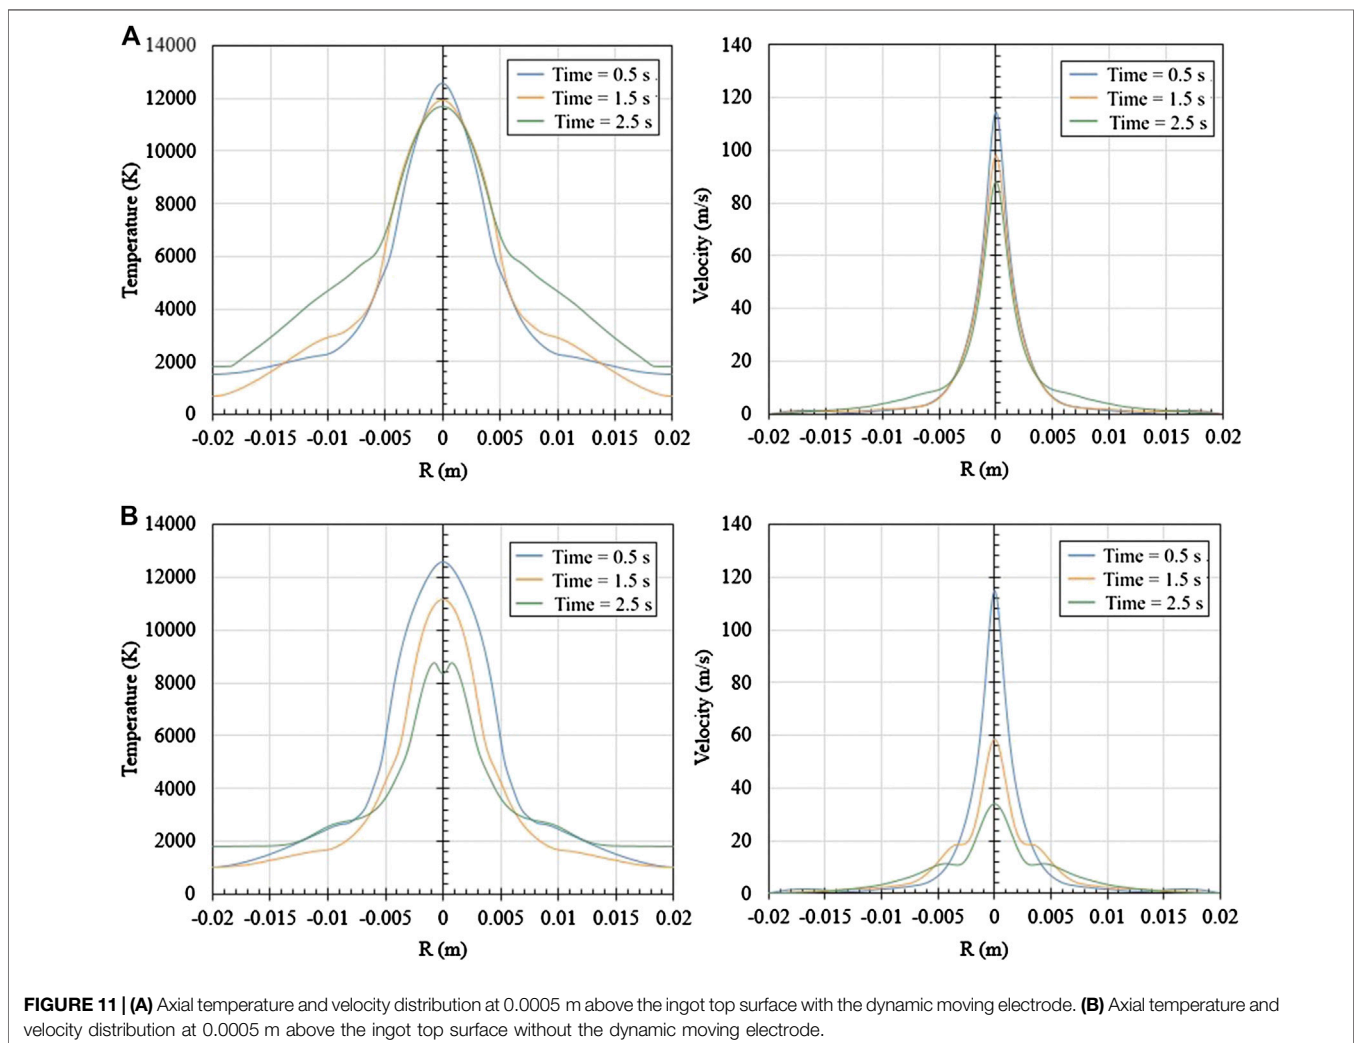 A
14000
12000
10000
8000
6000
4000
2000
0
Temperature (K)
-0.02 -0.015 -0.01 -0.005 0 0.005 0.01 0.015 0.02
R (m)
Time = 0.5 s
Time = 1.5 s
Time = 2.5 s
140
120
100
80
60
40
20
0
Velocity (m/s)
-0.02 -0.015 -0.01 -0.005 0 0.005 0.01 0.015 0.02
R (m)
Time = 0.5 s
Time = 1.5 s
Time = 2.5 s
B
14000
12000
10000
8000
6000
4000
2000
0
Temperature (K)
-0.02 -0.015 -0.01 -0.005 0 0.005 0.01 0.015 0.02
R (m)
Time = 0.5 s
Time = 1.5 s
Time = 2.5 s
140
120
100
80
60
40
20
0
Velocity (m/s)
-0.02 -0.015 -0.01 -0.005 0 0.005 0.01 0.015 0.02
R (m)
Time = 0.5 s
Time = 1.5 s
Time = 2.5 s
FIGURE 11 | (A) Axial temperature and velocity distribution at 0.0005 m above the ingot top surface with the dynamic moving electrode. (B) Axial temperature and
velocity distribution at 0.0005 m above the ingot top surface without the dynamic moving electrode.